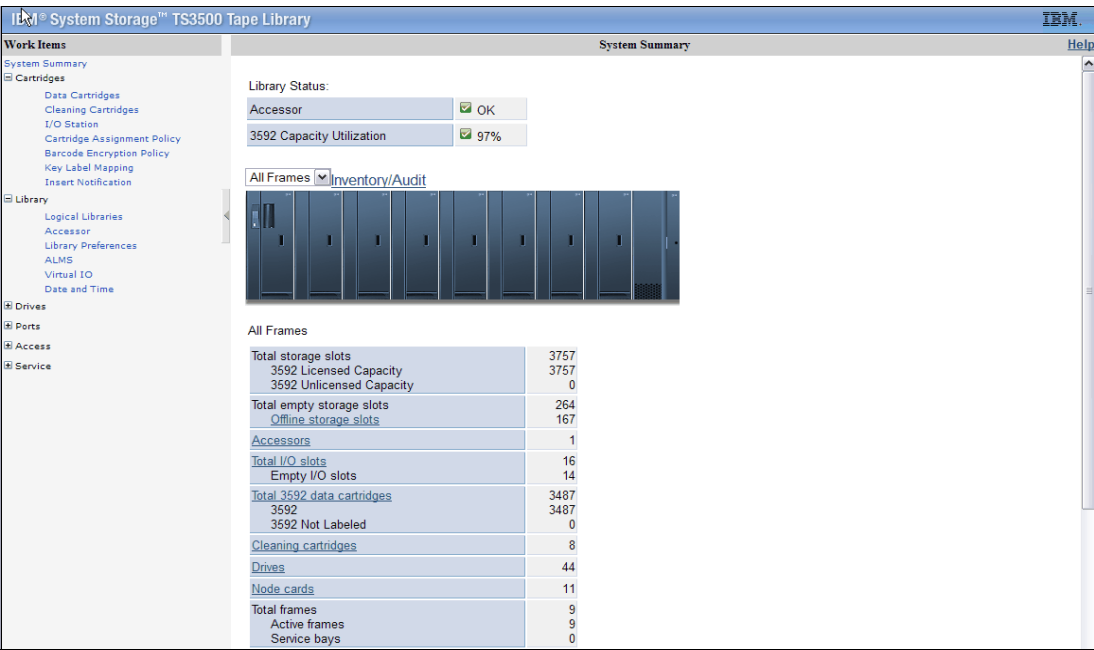 IBM® System Storage™ TS3500 Tape Library
IBM.
Work Items
System Summary
Help
System Summary
Cartridges
Data Cartridges
Cleaning Cartridges
I/O Station
Cartridge Assignment Policy
Barcode Encryption Policy
Key Label Mapping
Insert Notification
Library
Logical Libraries
Accessor
Library Preferences
ALMS
Virtual IO
Date and Time
Drives
Ports
Access
Service
Library Status:
Accessor OK
3592 Capacity Utilization 97%
All Frames Inventory/Audit
All Frames
Total storage slots 3757
3592 Licensed Capacity 3757
3592 Unlicensed Capacity 0
Total empty storage slots 264
Offline storage slots 167
Accessors 1
Total I/O slots 16
Empty I/O slots 14
Total 3592 data cartridges 3487
3592 3487
3592 Not Labeled 0
Cleaning cartridges 8
Drives 44
Node cards 11
Total frames 9
Active frames 9
Service bays 0